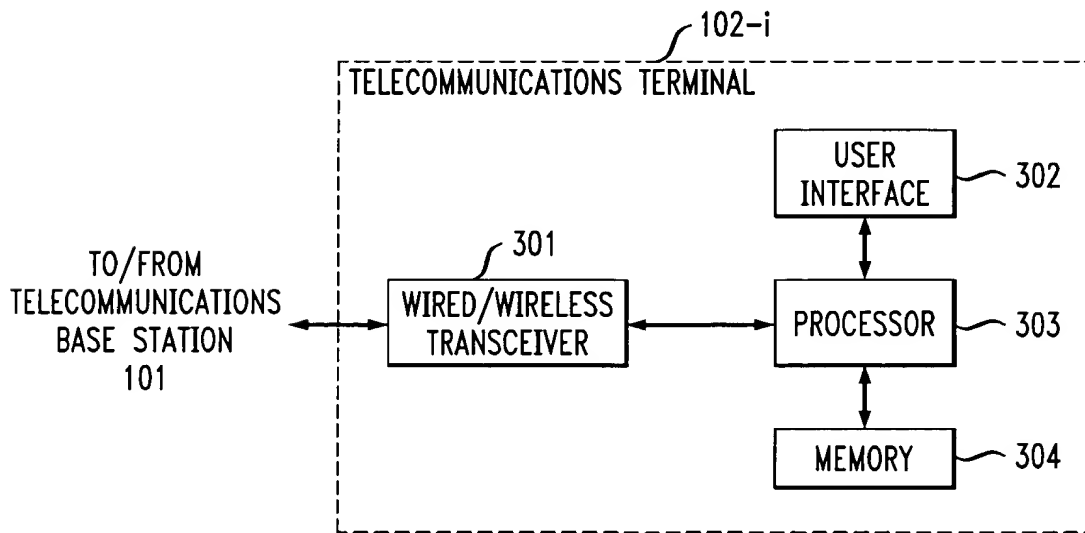 102-i
TELECOMMUNICATIONS TERMINAL
USER
INTERFACE
302
TO/FROM
TELECOMMUNICATIONS
BASE STATION
101
301
WIRED/WIRELESS
TRANSCEIVER
PROCESSOR
303
MEMORY
304